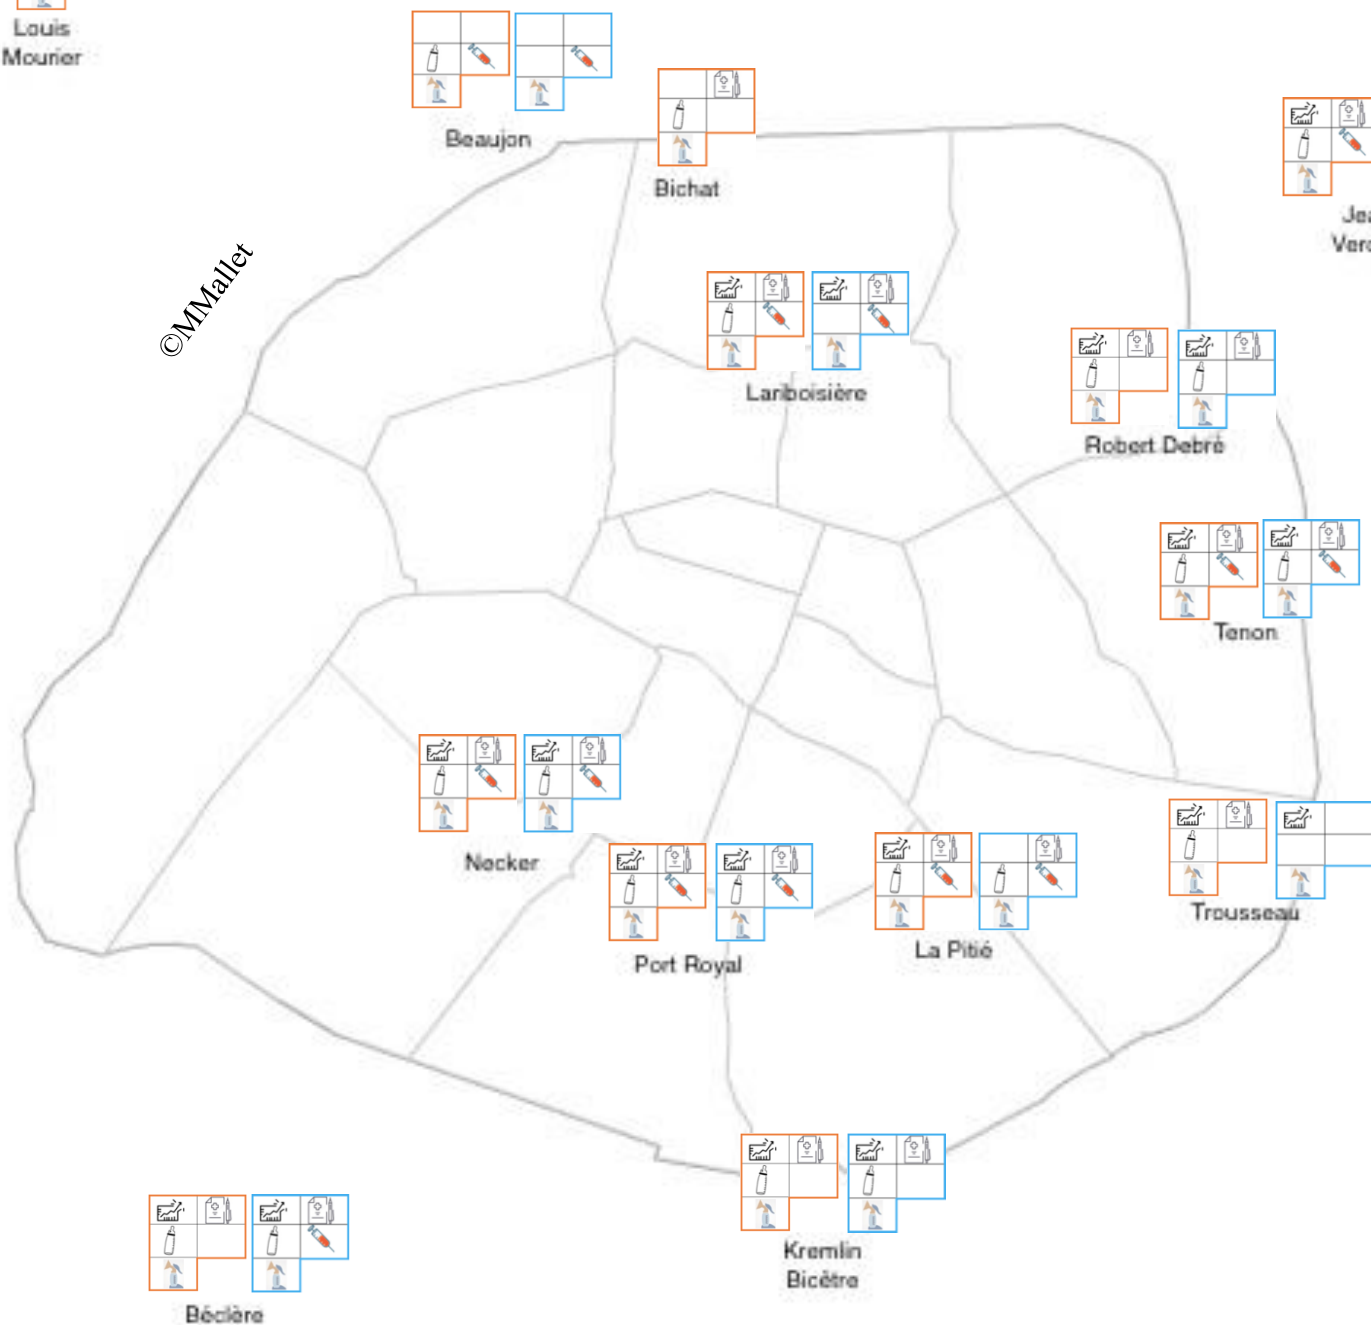 Louis
Mourier
Beaujon
Bichat
©MMallet
Lariboisière
Robert Debré
Tenon
Necker
Port Royal
La Pitié
Trousseau
Kremlin
Bicêtre
Béclère